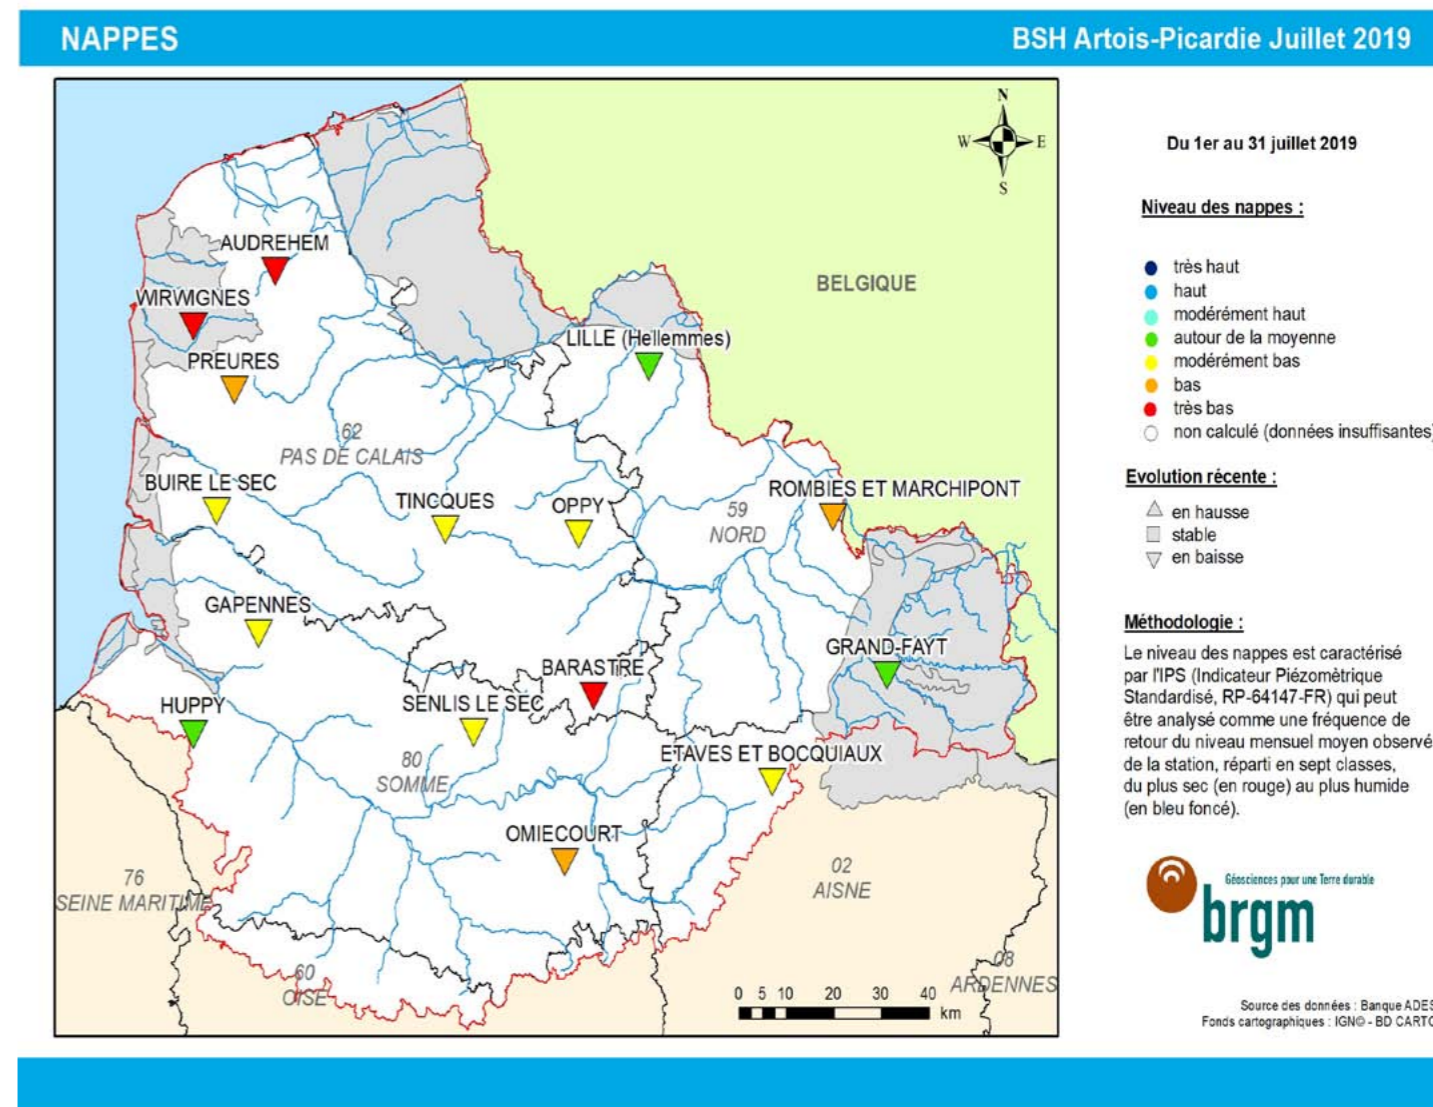 NAPPES
BSH Artois-Picardie Juillet 2019
N
W
E
S
AUDREHEM
WIRWIGNES
PREURES
LILLE (Hellemmes)
BELGIQUE
62
PAS DE CALAIS
BUIRE LE SEC
TINCQUES
OPPY
59
NORD
ROMBIES ET MARCHIPONT
GAPENNES
BARASTRE
GRAND-FAYT
HUPPY
SENLIS LE SEC
ETAVES ET BOCQUIAUX
80
SOMME
OMIECOURT
76
SEINE MARITIME
02
AISNE
60
OISE
08
ARDENNES
0 5 10 20 30 40
km
Du 1er au 31 juillet 2019
Niveau des nappes :
très haut
haut
modérément haut
autour de la moyenne
modérément bas
bas
très bas
non calculé (données insuffisantes)
Evolution récente :
en hausse
stable
en baisse
Méthodologie :
Le niveau des nappes est caractérisé
par l'IPS (Indicateur Piézomètrique
Standardisé, RP-64147-FR) qui peut
être analysé comme une fréquence de
retour du niveau mensuel moyen observé
de la station, réparti en sept classes,
du plus sec (en rouge) au plus humide
(en bleu foncé).
Géosciences pour une Terre durable
brgm
Source des données : Banque ADES
Fonds cartographiques : IGN© - BD CARTO